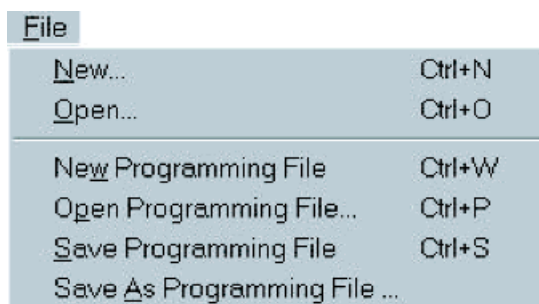 File
New... Ctrl+N
Open... Ctrl+O
New Programming File Ctrl+W
Open Programming File... Ctrl+P
Save Programming File Ctrl+S
Save As Programming File ...